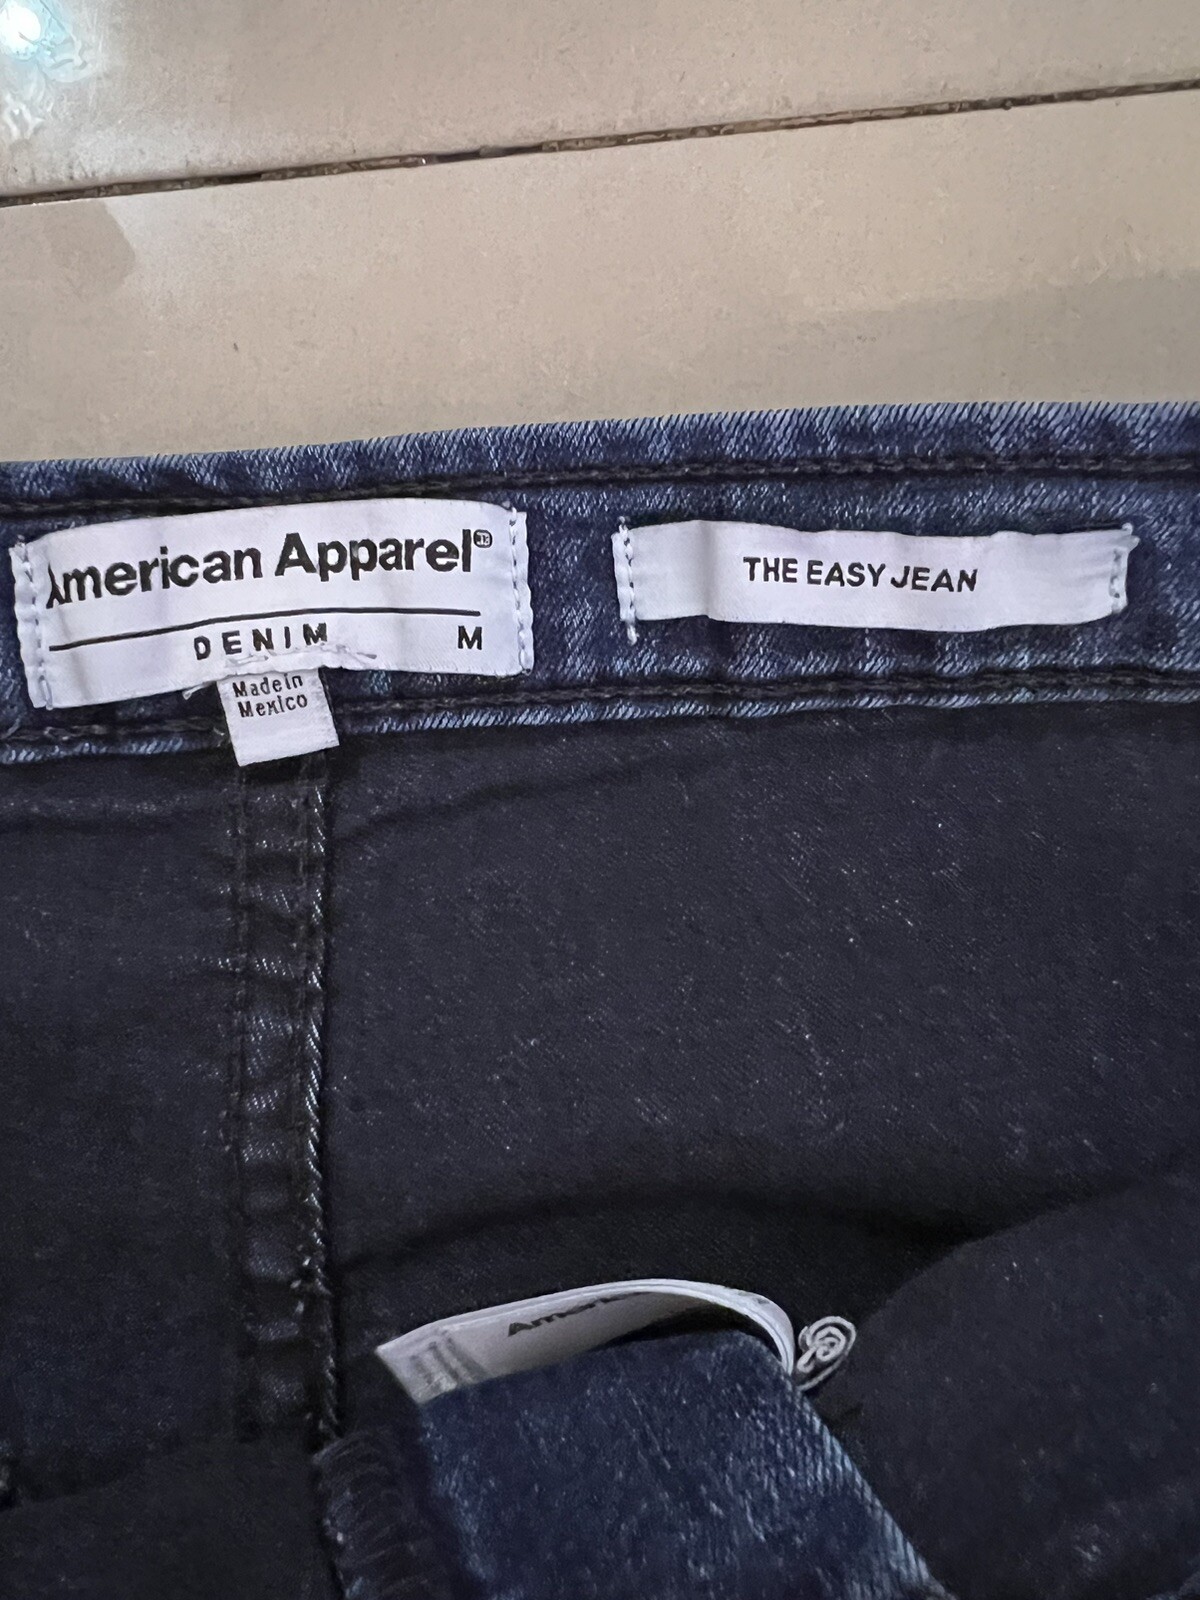 American Apparel®
DENIM M
Made in
Mexico
THE EASY JEAN